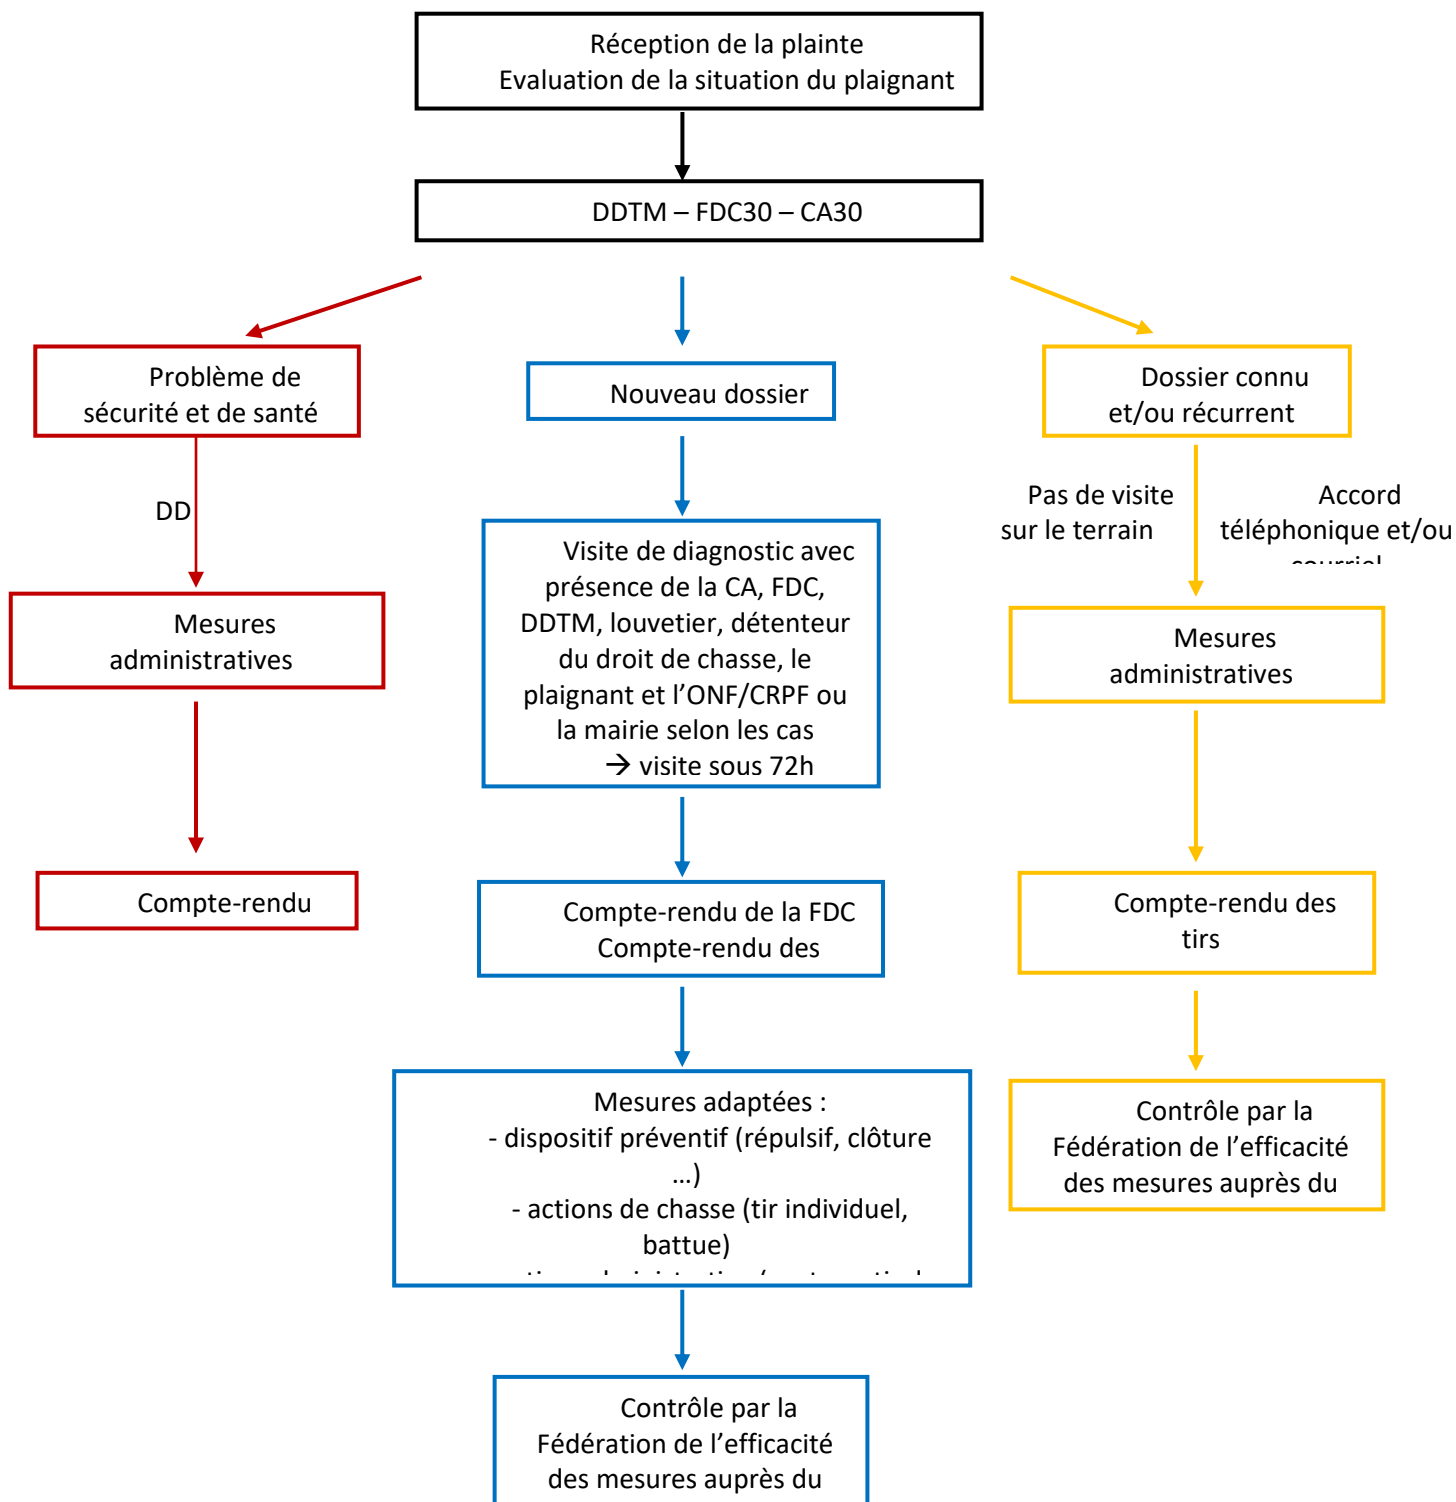 Réception de la plainte
Evaluation de la situation du plaignant
DDTM – FDC30 – CA30
Problème de
sécurité et de santé
DD
Mesures
administratives
Compte-rendu
Nouveau dossier
Visite de diagnostic avec
présence de la CA, FDC,
DDTM, louvetier, détenteur
du droit de chasse, le
plaignant et l’ONF/CRPF ou
la mairie selon les cas
→ visite sous 72h
Compte-rendu de la FDC
Compte-rendu des
Mesures adaptées :
- dispositif préventif (répulsif, clôture
…)
- actions de chasse (tir individuel,
battue)
Contrôle par la
Fédération de l’efficacité
des mesures auprès du
Dossier connu
et/ou récurrent
Pas de visite
sur le terrain
Accord
téléphonique et/ou
courriel
Mesures
administratives
Compte-rendu des
tirs
Contrôle par la
Fédération de l’efficacité
des mesures auprès du